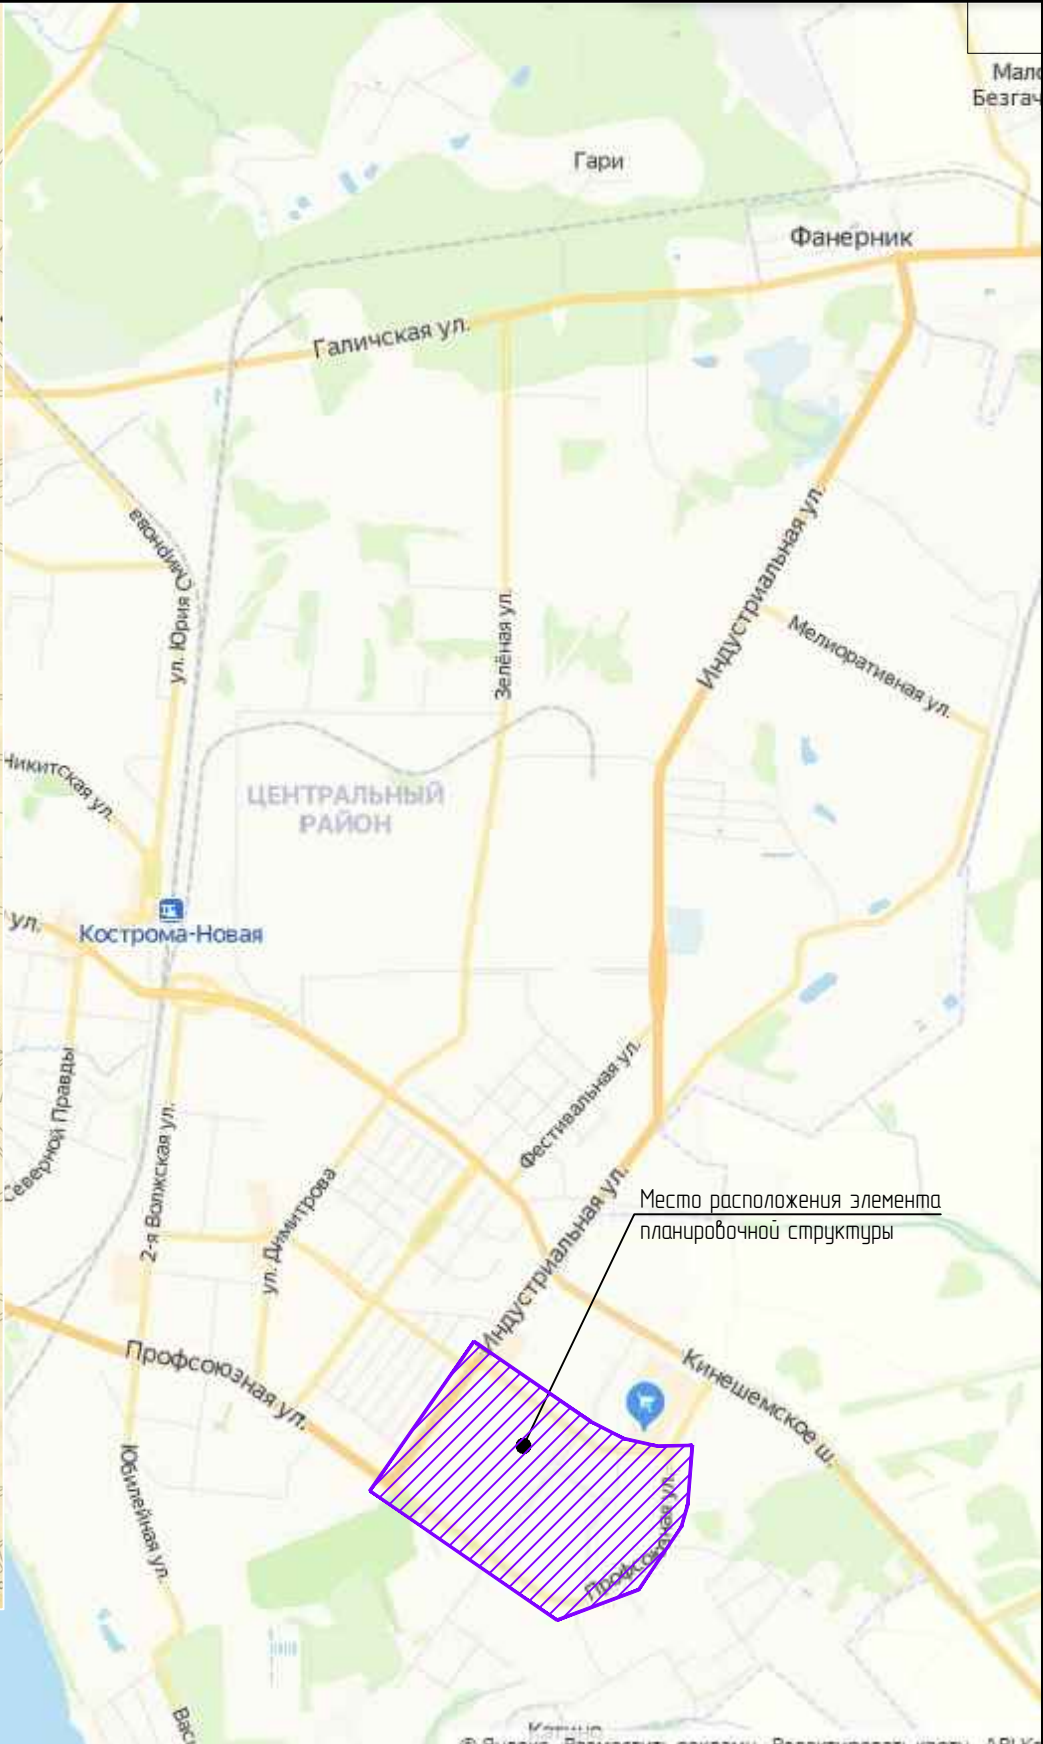 Мало
Безгач
Гари
Фанерник
Галичская ул.
ул. Юрия Смирнова
Зелёная ул.
Индустриальная ул.
Мелиоративная ул.
Никитская ул.
ЦЕНТРАЛЬНЫЙ
РАЙОН
ул.
Кострома-Новая
Северной Правды
2-я Волжская ул.
ул. Димитрова
Фестивальная ул.
Индустриальная ул.
Место расположения элемента
планировочной структуры
Профсоюзная ул.
Кинешемское ш.
Юбилейная ул.
Профсоюзная ул.
Вас